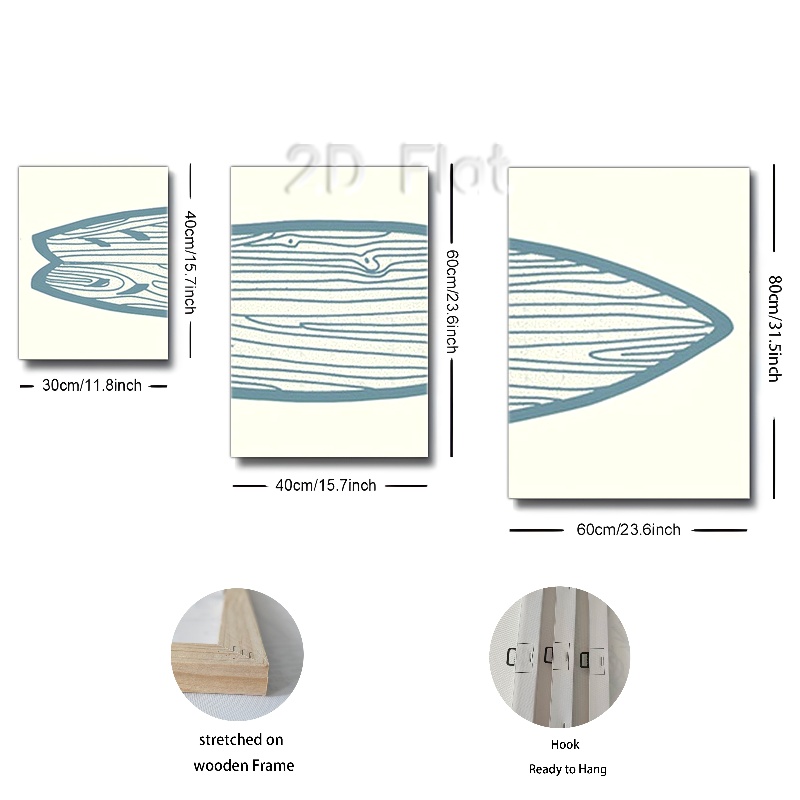 2D Flat
40cm/15.7inch
30cm/11.8inch
60cm/23.6inch
40cm/15.7inch
80cm/31.5inch
60cm/23.6inch
stretched on
wooden Frame
Hook
Ready to Hang